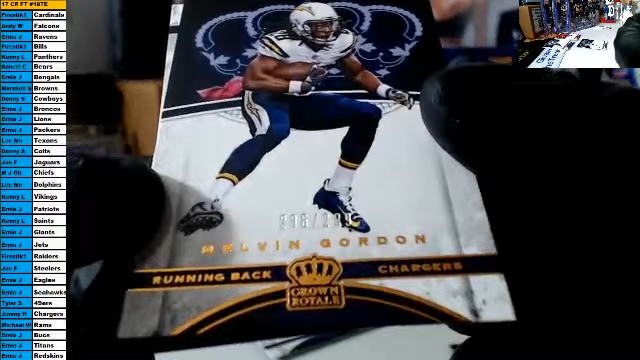 17 CR FT #187E
Firestik1 Cardinals
Andy W Falcons
Ernie J Ravens
Firestik1 Bills
Kenny L Panthers
Robert C Bears
Ernie J Bengals
Marshall G Browns
Danny S Cowboys
Ernie J Broncos
Ernie J Lions
Ernie J Packers
Lee Mo Texans
Danny S Colts
Joe F Jaguars
M J Gli Chiefs
Lee Mo Dolphins
Kenny L Vikings
Ernie J Patriots
Kenny L Saints
Ernie J Giants
Ernie J Jets
Firestik1 Raiders
Joe F Steelers
Ernie J Eagles
Ernie J Seahawks
Tyler S 49ers
Jimmy H Chargers
Michael W Rams
Ernie J Bucs
Ernie J Titans
Ernie J Redskins
MELVIN GORDON
RUNNING BACK
CHARGERS
CROWN
ROYALE